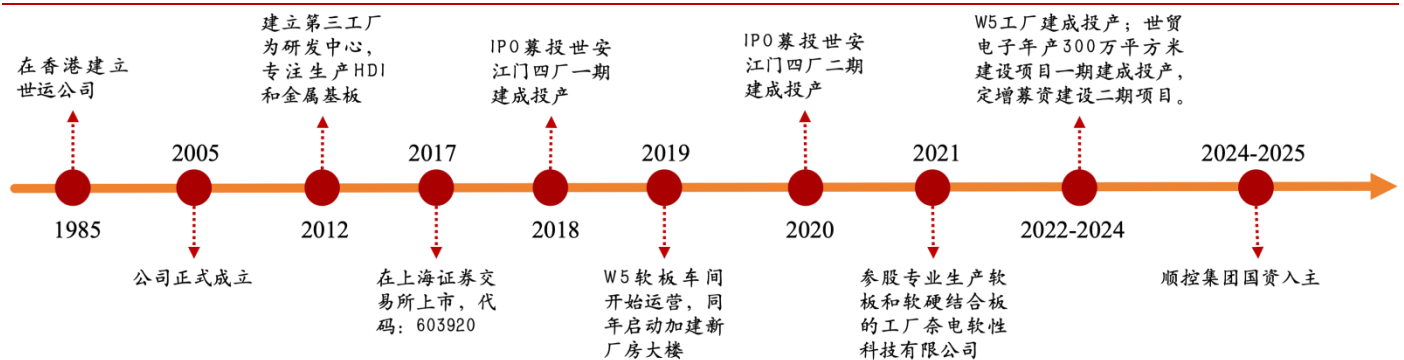 在香港建立
世运公司
1985
2005
公司正式成立
建立第三工厂
为研发中心，
专注生产HDI
和金属基板
2012
2017
在上海证券交
易所上市，代
码：603920
IPO募投世安
江门四厂一期
建成投产
2018
2019
W5软板车间
开始运营，同
年启动加建新
厂房大楼
IPO募投世安
江门四厂二期
建成投产
2020
2021
参股专业生产软
板和软硬结合板
的工厂奈电软性
科技有限公司
W5工厂建成投产；世贸
电子年产300万平方米
建设项目一期建成投产，
定增募资建设二期项目。
2022-2024
2024-2025
顺控集团国资入主